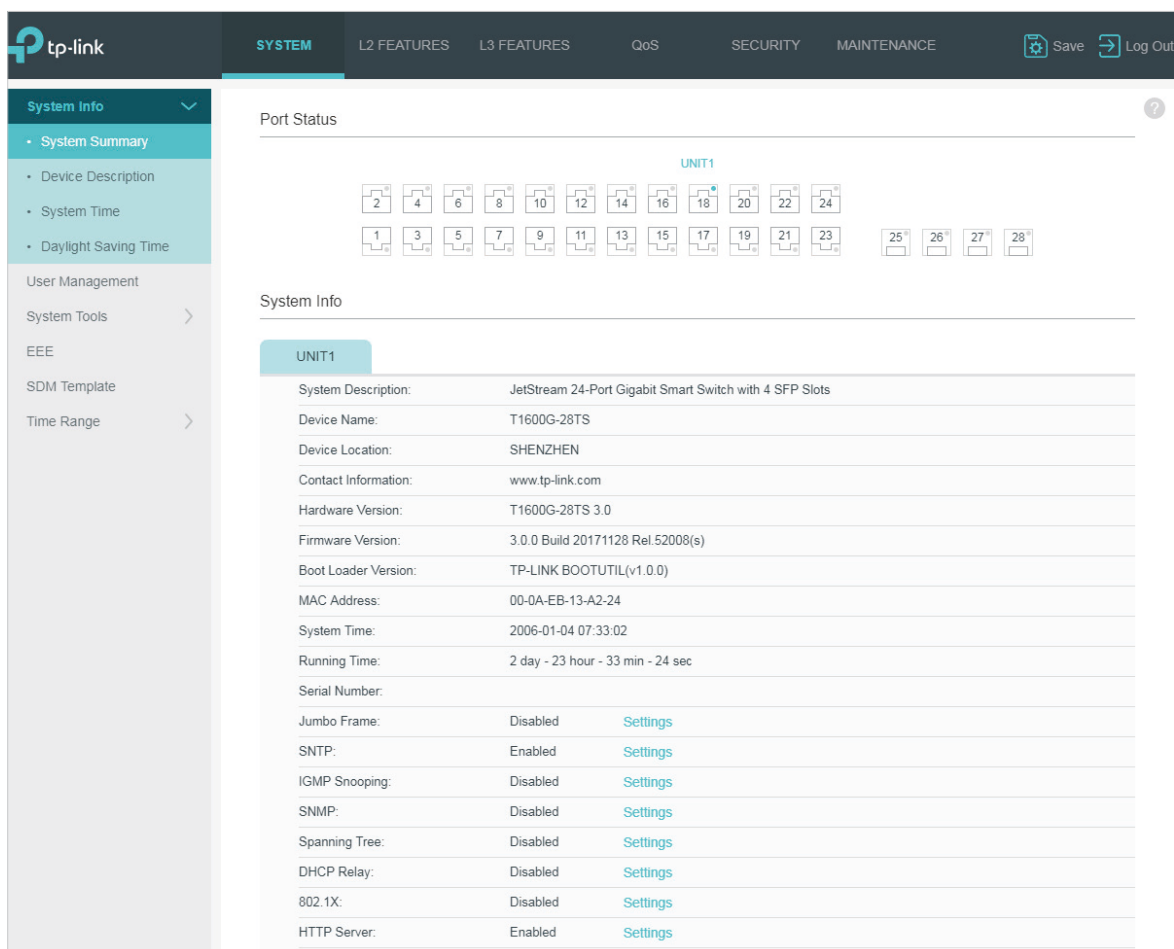 tp-link
SYSTEM L2 FEATURES L3 FEATURES QoS SECURITY MAINTENANCE Save Log Out
System Info
• System Summary
• Device Description
• System Time
• Daylight Saving Time
User Management
System Tools
EEE
SDM Template
Time Range
?
Port Status
UNIT1
2 4 6 8 10 12 14 16 18 20 22 24
1 3 5 7 9 11 13 15 17 19 21 23 25 26 27 28
System Info
UNIT1
System Description: JetStream 24-Port Gigabit Smart Switch with 4 SFP Slots
Device Name: T1600G-28TS
Device Location: SHENZHEN
Contact Information: www.tp-link.com
Hardware Version: T1600G-28TS 3.0
Firmware Version: 3.0.0 Build 20171128 Rel.52008(s)
Boot Loader Version: TP-LINK BOOTUTIL(v1.0.0)
MAC Address: 00-0A-EB-13-A2-24
System Time: 2006-01-04 07:33:02
Running Time: 2 day - 23 hour - 33 min - 24 sec
Serial Number:
Jumbo Frame: Disabled Settings
SNTP: Enabled Settings
IGMP Snooping: Disabled Settings
SNMP: Disabled Settings
Spanning Tree: Disabled Settings
DHCP Relay: Disabled Settings
802.1X: Disabled Settings
HTTP Server: Enabled Settings